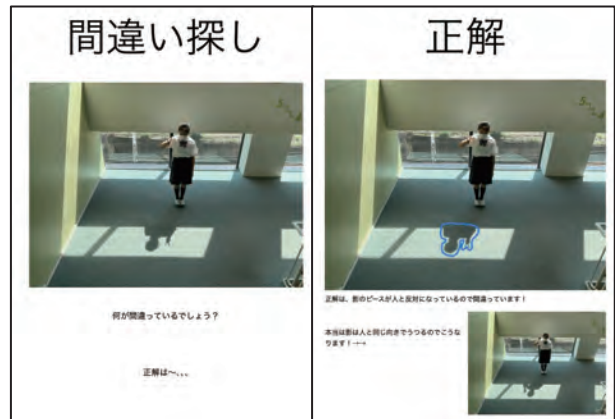 間違い探し
何が間違っているでしょう？
正解は〜、、、
正解
正解は、影のピースが人と反対になっているので間違っています！
本当は影は人と同じ向きでうつるのでこうな
ります！→→